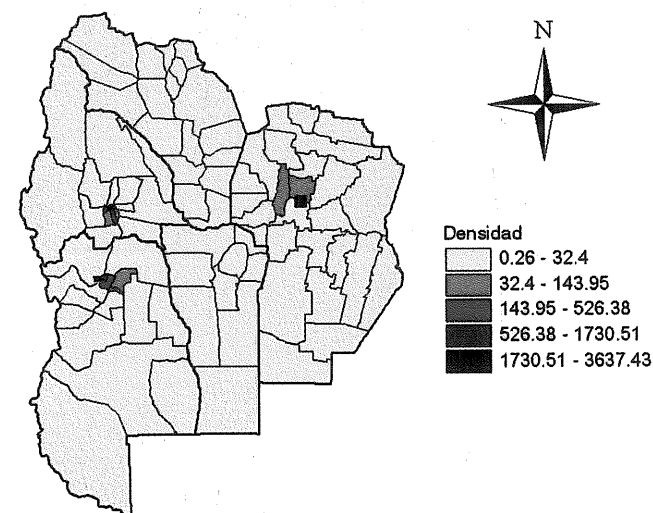 N
Densidad
0.26 - 32.4
32.4 - 143.95
143.95 - 526.38
526.38 - 1730.51
1730.51 - 3637.43